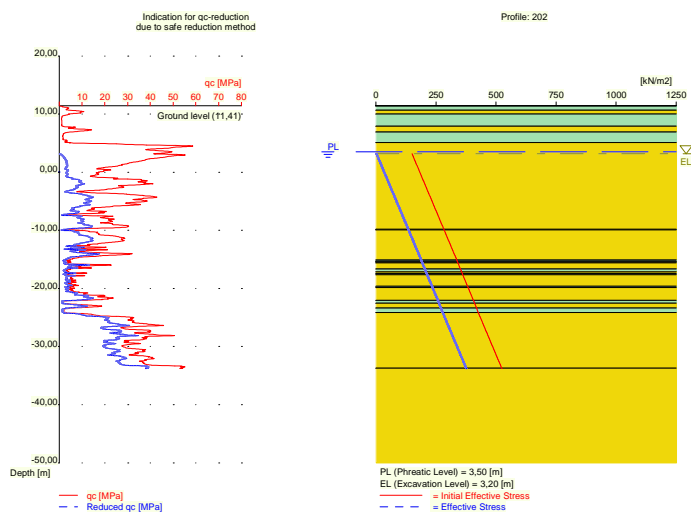 Indication for qc-reduction
due to safe reduction method
Profile: 202
20,00
10,00
0,00
-10,00
-20,00
-30,00
-40,00
-50,00
Depth [m]
qc [MPa]
10 20 30 40 50 60 70 80
Ground level (11,41)
qc [MPa]
Reduced qc [MPa]
[kN/m2]
0 250 500 750 1000 1250
PL
EL
PL (Phreatic Level) = 3,50 [m]
EL (Excavation Level) = 3,20 [m]
= Initial Effective Stress
= Effective Stress